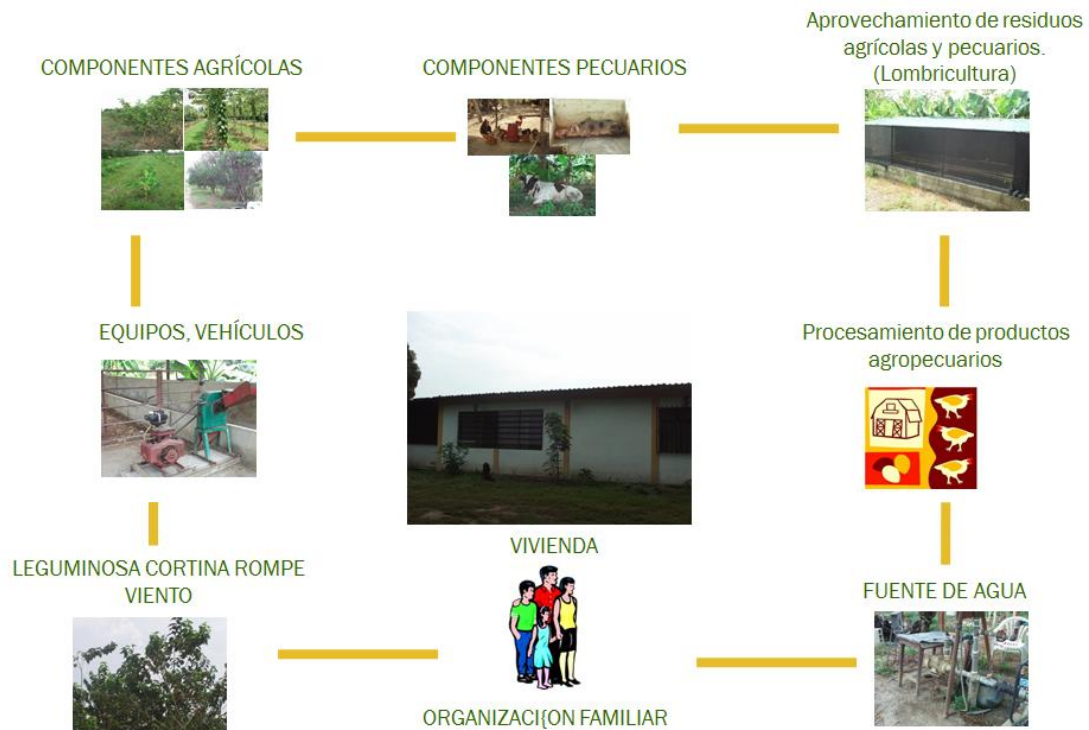 Aprovechamiento de residuos
agrícolas y pecuarios.
(Lombricultura)
COMPONENTES AGRÍCOLAS
COMPONENTES PECUARIOS
EQUIPOS, VEHÍCULOS
Procesamiento de productos
agropecuarios
VIVIENDA
LEGUMINOSA CORTINA ROMPE
VIENTO
FUENTE DE AGUA
ORGANIZACI{ON FAMILIAR